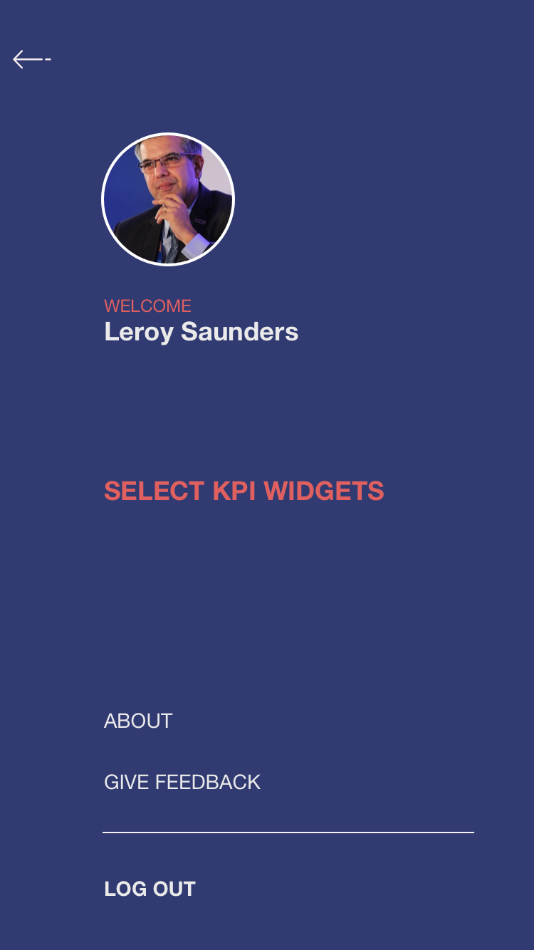 WELCOME
Leroy Saunders
SELECT KPI WIDGETS
ABOUT
GIVE FEEDBACK
LOG OUT